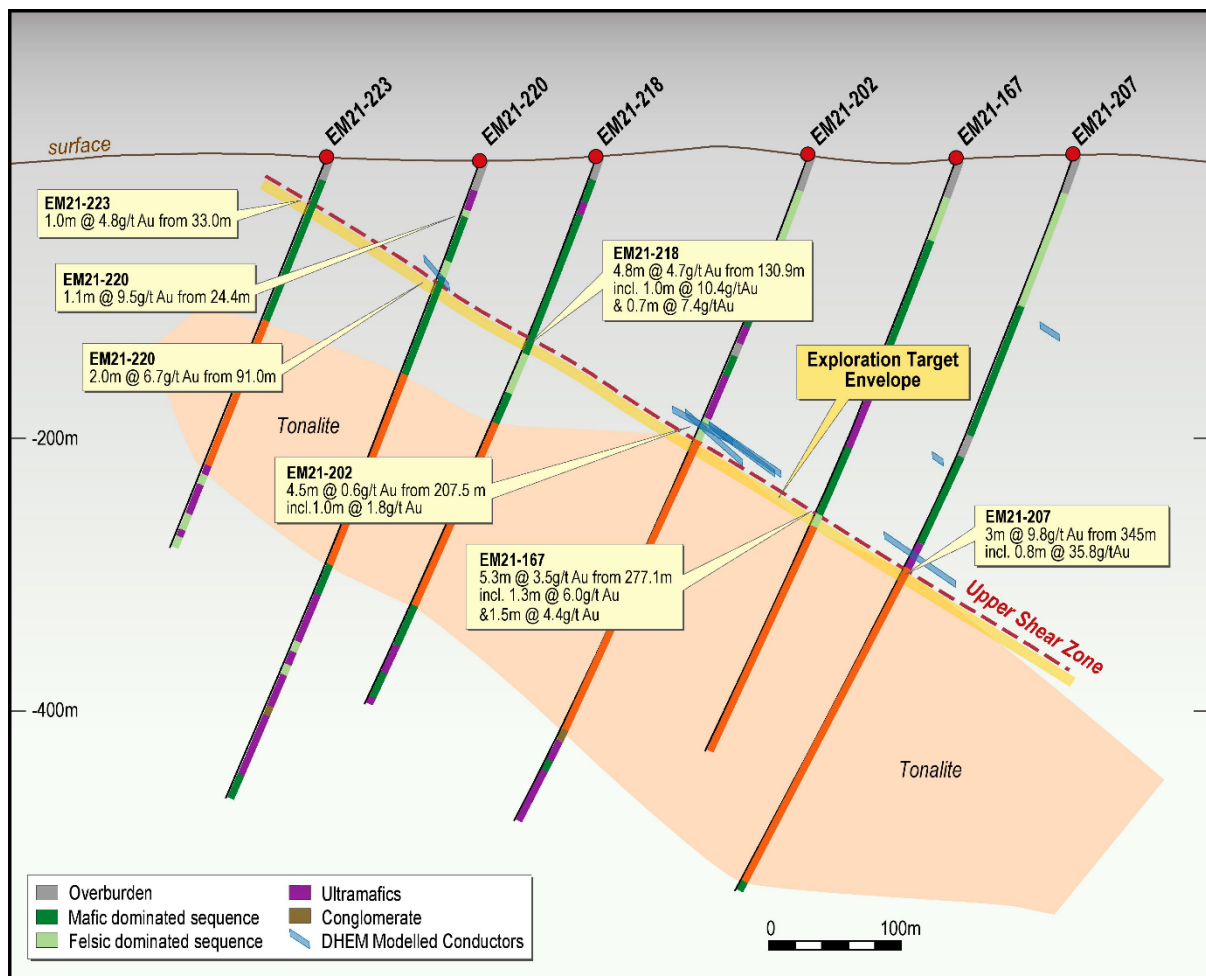 EM21-223
EM21-220
EM21-218
EM21-202
EM21-167
EM21-207
surface
EM21-223
1.0m @ 4.8g/t Au from 33.0m
EM21-220
1.1m @ 9.5g/t Au from 24.4m
EM21-220
2.0m @ 6.7g/t Au from 91.0m
EM21-218
4.8m @ 4.7g/t Au from 130.9m
incl. 1.0m @ 10.4g/tAu
& 0.7m @ 7.4g/tAu
Exploration Target
Envelope
-200m
-200m
Tonalite
EM21-202
4.5m @ 0.6g/t Au from 207.5 m
incl.1.0m @ 1.8g/t Au
EM21-167
5.3m @ 3.5g/t Au from 277.1m
incl. 1.3m @ 6.0g/t Au
&1.5m @ 4.4g/t Au
EM21-207
3m @ 9.8g/t Au from 345m
incl. 0.8m @ 35.8g/tAu
Upper Shear Zone
-400m
-400m
Tonalite
Overburden
Mafic dominated sequence
Felsic dominated sequence
Ultramafics
Conglomerate
DHEM Modelled Conductors
0
100m